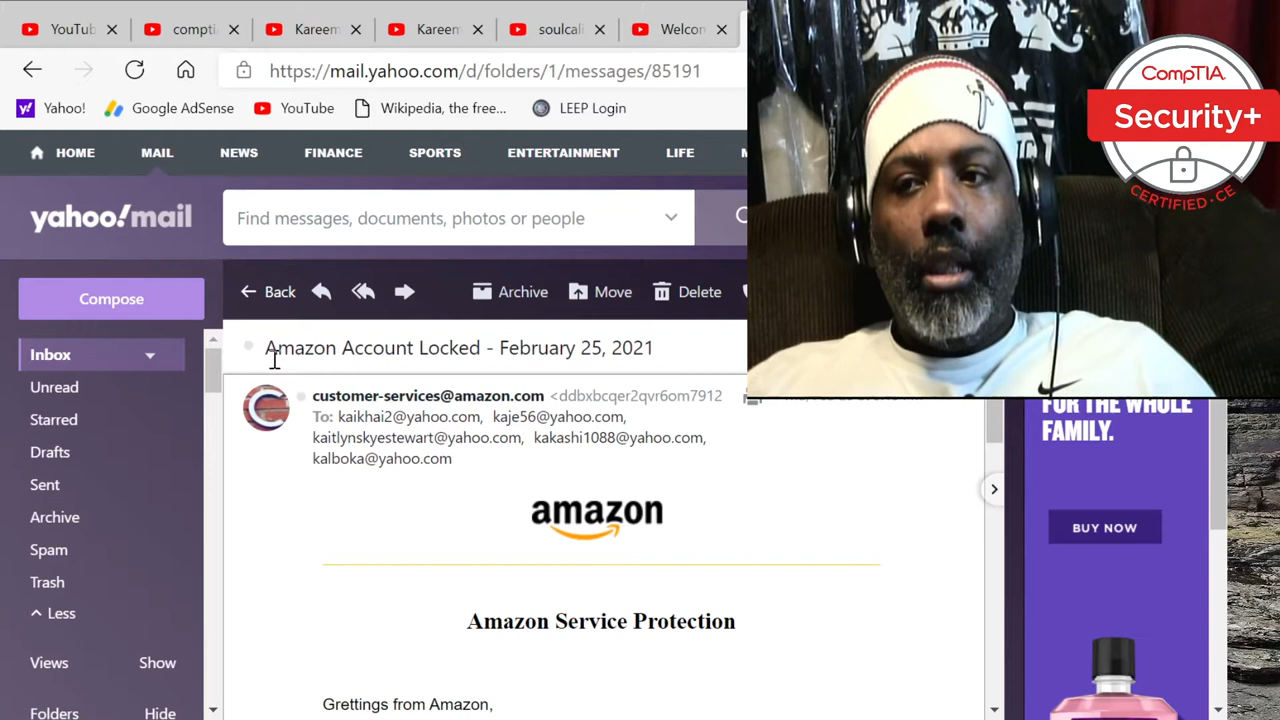 YouTub
compti
Kareem
Kareem
soulcali
Welcon
https://mail.yahoo.com/d/folders/1/messages/85191
Yahoo!
Google AdSense
YouTube
Wikipedia, the free...
LEEP Login
HOME
MAIL
NEWS
FINANCE
SPORTS
ENTERTAINMENT
LIFE
yahoo!mail
Find messages, documents, photos or people
Compose
Back
Archive
Move
Delete
Inbox
Unread
Starred
Drafts
Sent
Archive
Spam
Trash
Less
Views Show
Folders Hide
Amazon Account Locked - February 25, 2021
customer-services@amazon.com <ddbxbcqer2qvr6om7912
To: kaikhai2@yahoo.com, kaje56@yahoo.com,
kaitlynskyestewart@yahoo.com, kakashi1088@yahoo.com,
kalboka@yahoo.com
amazon
Amazon Service Protection
Grettings from Amazon,
CompTIA
Security+
CERTIFIED•CE
FOR THE WHOLE
FAMILY.
BUY NOW